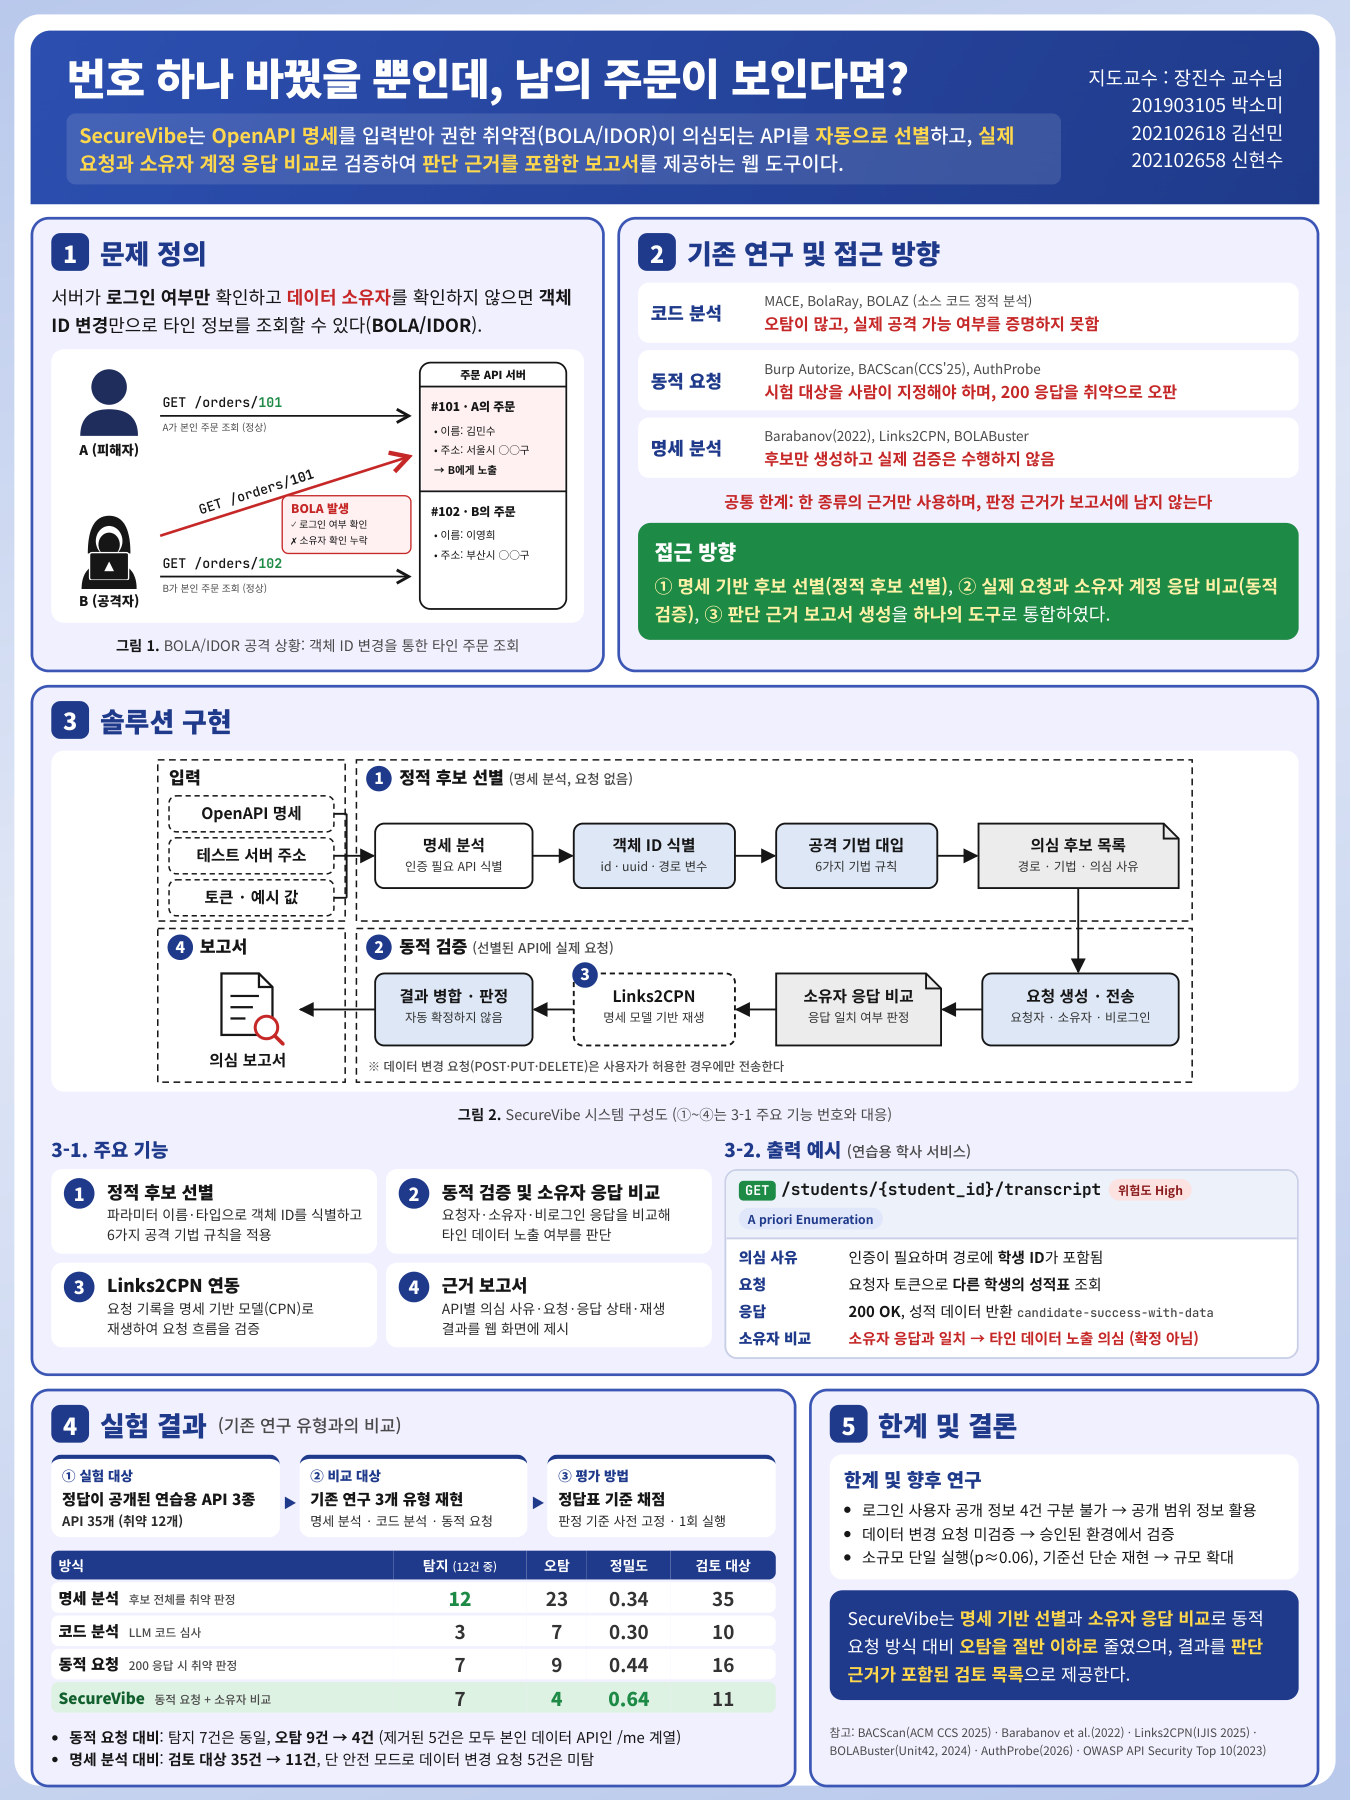 번호 하나 바꿨을 뿐인데, 남의 주문이 보인다면?
SecureVibe는 OpenAPI 명세를 입력받아 권한 취약점(BOLA/IDOR)이 의심되는 API를 자동으로 선별하고, 실제
요청과 소유자 계정 응답 비교로 검증하여 판단 근거를 포함한 보고서를 제공하는 웹 도구이다.
지도교수 : 장진수 교수님
201903105 박소미
202102618 김선민
202102658 신현수
1 문제 정의
서버가 로그인 여부만 확인하고 데이터 소유자를 확인하지 않으면 객체
ID 변경만으로 타인 정보를 조회할 수 있다(BOLA/IDOR).
A (피해자)
GET /orders/101
A가 본인 주문 조회 (정상)
GET /orders/101
BOLA 발생
✓ 로그인 여부 확인
✗ 소유자 확인 누락
GET /orders/102
B가 본인 주문 조회 (정상)
B (공격자)
주문 API 서버
#101 · A의 주문
• 이름: 김민수
• 주소: 서울시 ○○구
→ B에게 노출
#102 · B의 주문
• 이름: 이영희
• 주소: 부산시 ○○구
그림 1. BOLA/IDOR 공격 상황: 객체 ID 변경을 통한 타인 주문 조회
2 기존 연구 및 접근 방향
코드 분석
MACE, BolaRay, BOLAZ (소스 코드 정적 분석)
오탐이 많고, 실제 공격 가능 여부를 증명하지 못함
동적 요청
Burp Autorize, BACScan(CCS'25), AuthProbe
시험 대상을 사람이 지정해야 하며, 200 응답을 취약으로 오판
명세 분석
Barabanov(2022), Links2CPN, BOLABuster
후보만 생성하고 실제 검증은 수행하지 않음
공통 한계: 한 종류의 근거만 사용하며, 판정 근거가 보고서에 남지 않는다
접근 방향
① 명세 기반 후보 선별(정적 후보 선별), ② 실제 요청과 소유자 계정 응답 비교(동적
검증), ③ 판단 근거 보고서 생성을 하나의 도구로 통합하였다.
3 솔루션 구현
입력
OpenAPI 명세
테스트 서버 주소
토큰 · 예시 값
1 정적 후보 선별 (명세 분석, 요청 없음)
명세 분석
인증 필요 API 식별
객체 ID 식별
id · uuid · 경로 변수
공격 기법 대입
6가지 기법 규칙
의심 후보 목록
경로 · 기법 · 의심 사유
4 보고서
의심 보고서
2 동적 검증 (선별된 API에 실제 요청)
결과 병합 · 판정
자동 확정하지 않음
3
Links2CPN
명세 모델 기반 재생
소유자 응답 비교
응답 일치 여부 판정
요청 생성 · 전송
요청자 · 소유자 · 비로그인
※ 데이터 변경 요청(POST·PUT·DELETE)은 사용자가 허용한 경우에만 전송한다
그림 2. SecureVibe 시스템 구성도 (①~④는 3-1 주요 기능 번호와 대응)
3-1. 주요 기능
1 정적 후보 선별
파라미터 이름·타입으로 객체 ID를 식별하고
6가지 공격 기법 규칙을 적용
2 동적 검증 및 소유자 응답 비교
요청자·소유자·비로그인 응답을 비교해
타인 데이터 노출 여부를 판단
3 Links2CPN 연동
요청 기록을 명세 기반 모델(CPN)로
재생하여 요청 흐름을 검증
4 근거 보고서
API별 의심 사유·요청·응답 상태·재생
결과를 웹 화면에 제시
3-2. 출력 예시 (연습용 학사 서비스)
GET /students/{student_id}/transcript 위험도 High
A priori Enumeration
의심 사유 인증이 필요하며 경로에 학생 ID가 포함됨
요청 요청자 토큰으로 다른 학생의 성적표 조회
응답 200 OK, 성적 데이터 반환 candidate-success-with-data
소유자 비교 소유자 응답과 일치 → 타인 데이터 노출 의심 (확정 아님)
4 실험 결과 (기존 연구 유형과의 비교)
① 실험 대상
정답이 공개된 연습용 API 3종
API 35개 (취약 12개)
② 비교 대상
기존 연구 3개 유형 재현
명세 분석 · 코드 분석 · 동적 요청
③ 평가 방법
정답표 기준 채점
판정 기준 사전 고정 · 1회 실행
방식 탐지 (12건 중) 오탐 정밀도 검토 대상
명세 분석 후보 전체를 취약 판정 12 23 0.34 35
코드 분석 LLM 코드 심사 3 7 0.30 10
동적 요청 200 응답 시 취약 판정 7 9 0.44 16
SecureVibe 동적 요청 + 소유자 비교 7 4 0.64 11
• 동적 요청 대비: 탐지 7건은 동일, 오탐 9건 → 4건 (제거된 5건은 모두 본인 데이터 API인 /me 계열)
• 명세 분석 대비: 검토 대상 35건 → 11건, 단 안전 모드로 데이터 변경 요청 5건은 미탐
5 한계 및 결론
한계 및 향후 연구
• 로그인 사용자 공개 정보 4건 구분 불가 → 공개 범위 정보 활용
• 데이터 변경 요청 미검증 → 승인된 환경에서 검증
• 소규모 단일 실행(p≈0.06), 기준선 단순 재현 → 규모 확대
SecureVibe는 명세 기반 선별과 소유자 응답 비교로 동적
요청 방식 대비 오탐을 절반 이하로 줄였으며, 결과를 판단
근거가 포함된 검토 목록으로 제공한다.
참고: BACScan(ACM CCS 2025) · Barabanov et al.(2022) · Links2CPN(IJIS 2025) ·
BOLABuster(Unit42, 2024) · AuthProbe(2026) · OWASP API Security Top 10(2023)